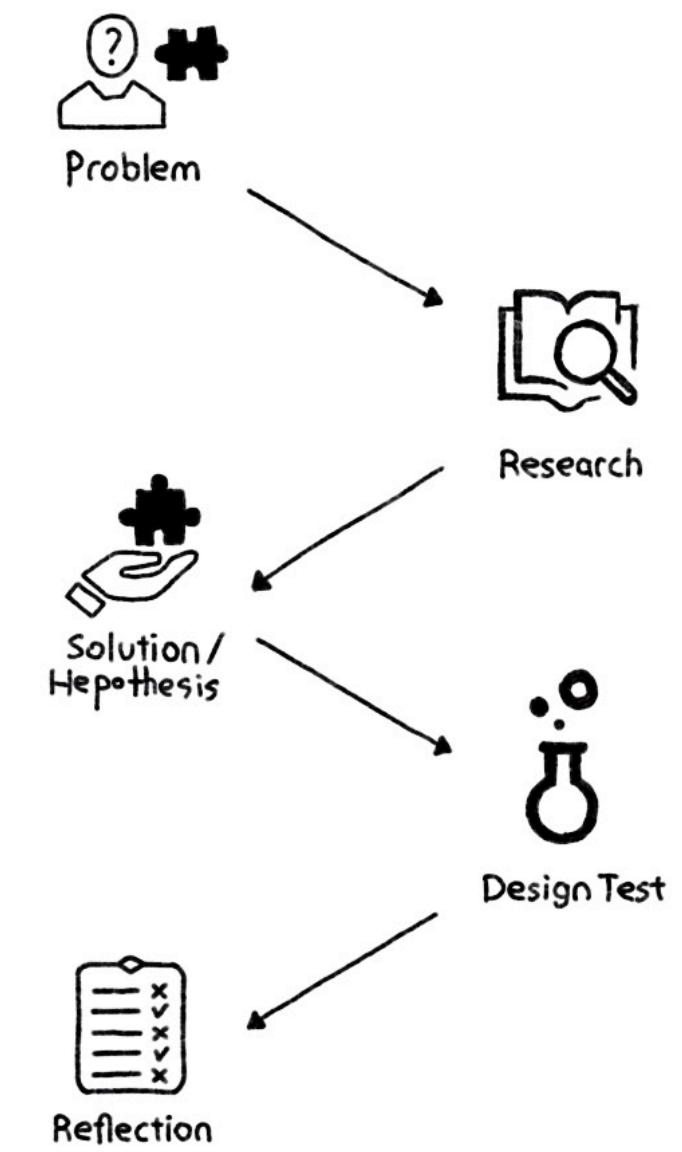 ?
Problem
Research
Solution/
Hepothesis
Design Test
Reflection